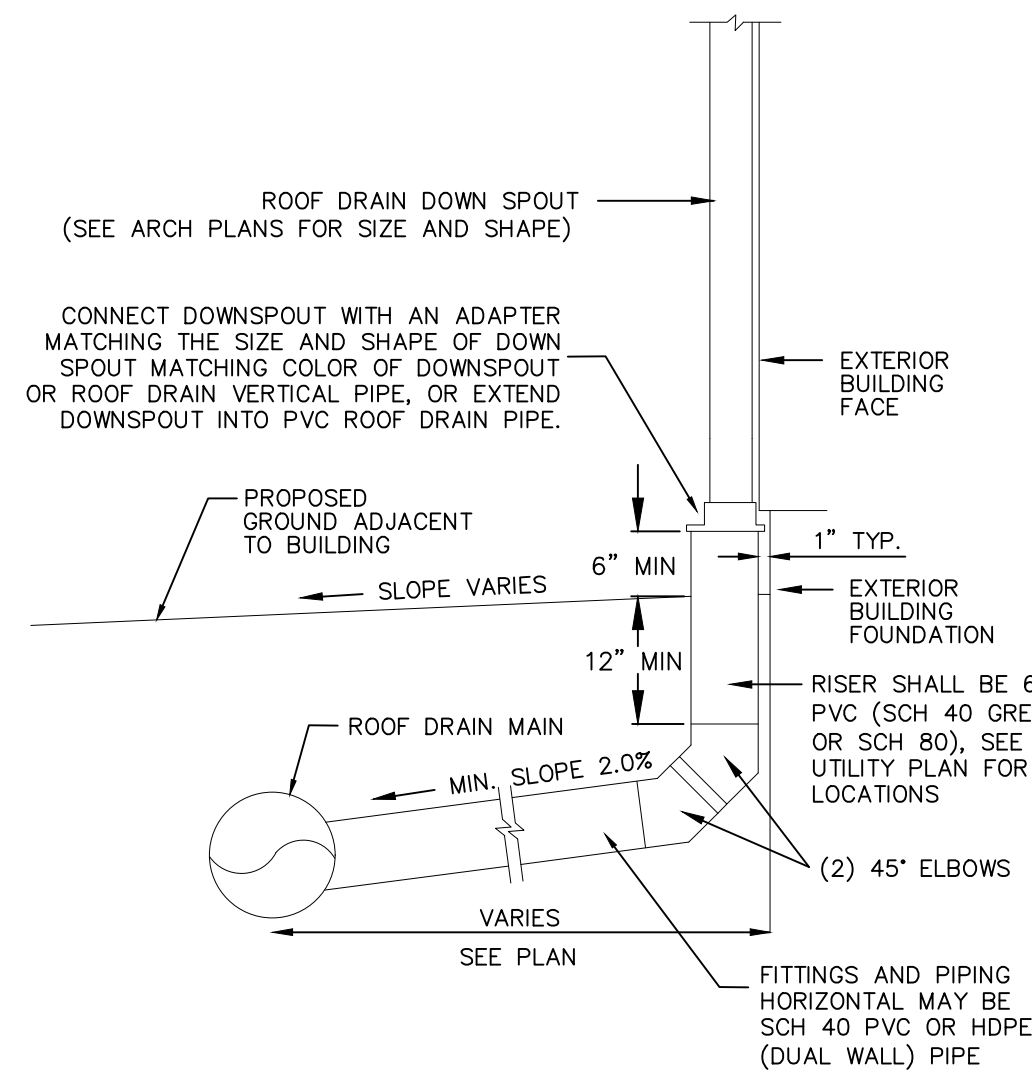 ROOF DRAIN DOWN SPOUT
(SEE ARCH PLANS FOR SIZE AND SHAPE)
CONNECT DOWNSPOUT WITH AN ADAPTER
MATCHING THE SIZE AND SHAPE OF DOWN
SPOUT MATCHING COLOR OF DOWNSPOUT
OR ROOF DRAIN VERTICAL PIPE, OR EXTEND
DOWNSPOUT INTO PVC ROOF DRAIN PIPE.
EXTERIOR
BUILDING
FACE
PROPOSED
GROUND ADJACENT
TO BUILDING
SLOPE VARIES
6" MIN
1" TYP.
EXTERIOR
BUILDING
FOUNDATION
12" MIN
RISER SHALL BE 6
PVC (SCH 40 GRE
OR SCH 80), SEE
UTILITY PLAN FOR
LOCATIONS
ROOF DRAIN MAIN
MIN. SLOPE 2.0%
(2) 45° ELBOWS
VARIES
SEE PLAN
FITTINGS AND PIPING
HORIZONTAL MAY BE
SCH 40 PVC OR HDPE
(DUAL WALL) PIPE